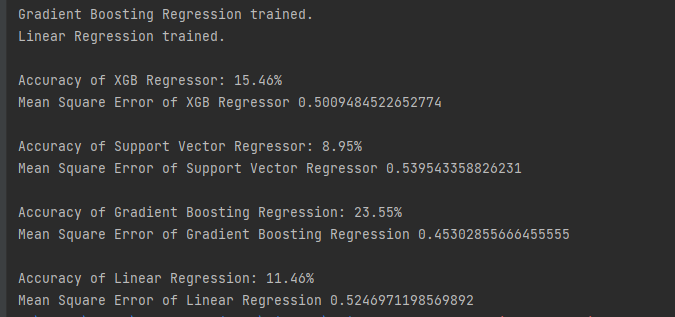 Gradient Boosting Regression trained.
Linear Regression trained.
Accuracy of XGB Regressor: 15.46%
Mean Square Error of XGB Regressor 0.5009484522652774
Accuracy of Support Vector Regressor: 8.95%
Mean Square Error of Support Vector Regressor 0.539543358826231
Accuracy of Gradient Boosting Regression: 23.55%
Mean Square Error of Gradient Boosting Regression 0.45302855666455555
Accuracy of Linear Regression: 11.46%
Mean Square Error of Linear Regression 0.5246971198569892